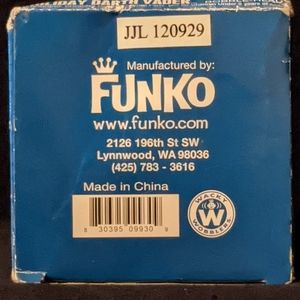 LIDAY DARTH VADER
JJL 120929
Manufactured by:
FUNKO
www.funko.com
2126 196th St SW
Lynnwood, WA 98036
(425) 783 - 3616
Made in China
8 30395 09930 9
WACKY
W
WOBBLERS